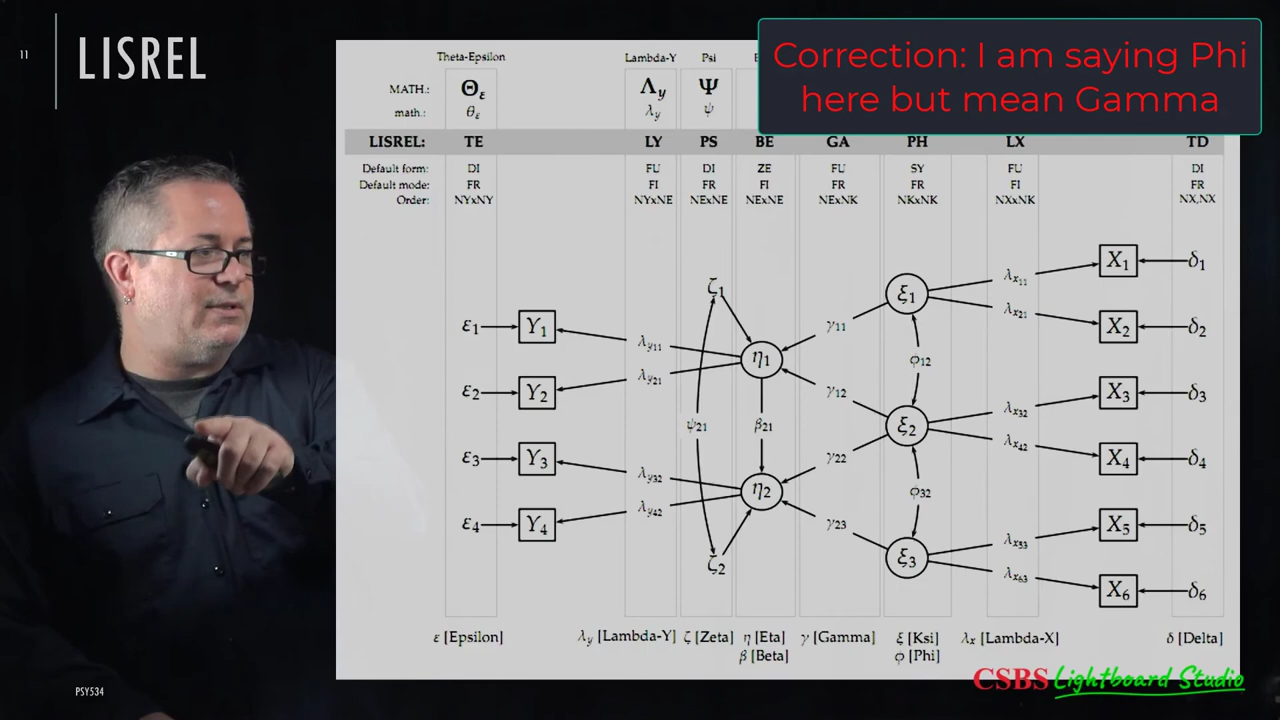 11
LISREL
Correction: I am saying Phi
here but mean Gamma
Theta-Epsilon Lambda-Y Psi
MATH.: Θε Λy Ψ
math.: θε λy ψ
LISREL: TE LY PS BE GA PH LX TD
Default form: DI FU DI ZE FU SY FU DI
Default mode: FR FI FR FI FR FR FI FR
Order: NYxNY NYxNE NExNE NExNE NExNK NKxNK NXxNK NX,NX
ζ1 ξ1 λx11 X1 δ1
ε1 Y1 λy11 γ11 λx21 X2 δ2
η1 ϕ12
ε2 Y2 λy21 γ12 X3 δ3
ψ21 β21 ξ2 λx32
λx42
ε3 Y3 λy32 γ22 X4 δ4
η2 ϕ32
ε4 Y4 λy42 γ23 X5 δ5
ζ2 ξ3 λx53
λx63 X6 δ6
ε [Epsilon] λy [Lambda-Y] ζ [Zeta] η [Eta] γ [Gamma] ξ [Ksi] λx [Lambda-X] δ [Delta]
β [Beta] ϕ [Phi]
CSBS Lightboard Studio
PSY534